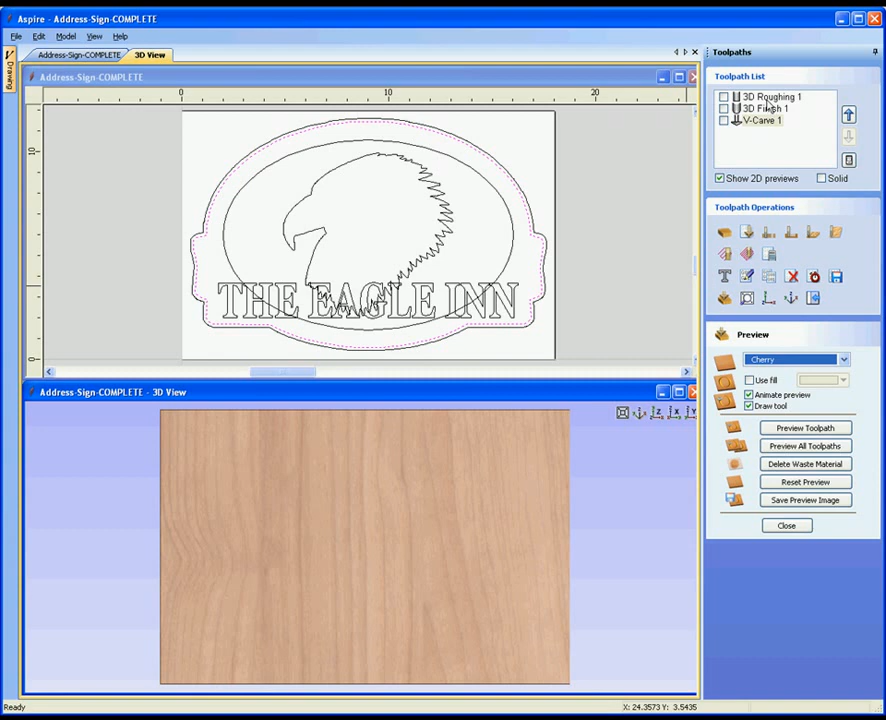 Aspire - Address-Sign-COMPLETE
File Edit Model View Help
Drawing
Address-Sign-COMPLETE 3D View
Address-Sign-COMPLETE
0 10 20
10
0
THE EAGLE INN
Address-Sign-COMPLETE - 3D View
Z X Y
Toolpaths
Toolpath List
3D Roughing 1
3D Finish 1
V-Carve 1
Show 2D previews Solid
Toolpath Operations
Preview
Cherry
Use fill
Animate preview
Draw tool
Preview Toolpath
Preview All Toolpaths
Delete Waste Material
Reset Preview
Save Preview Image
Close
Ready X: 24.3573 Y: 3.5435